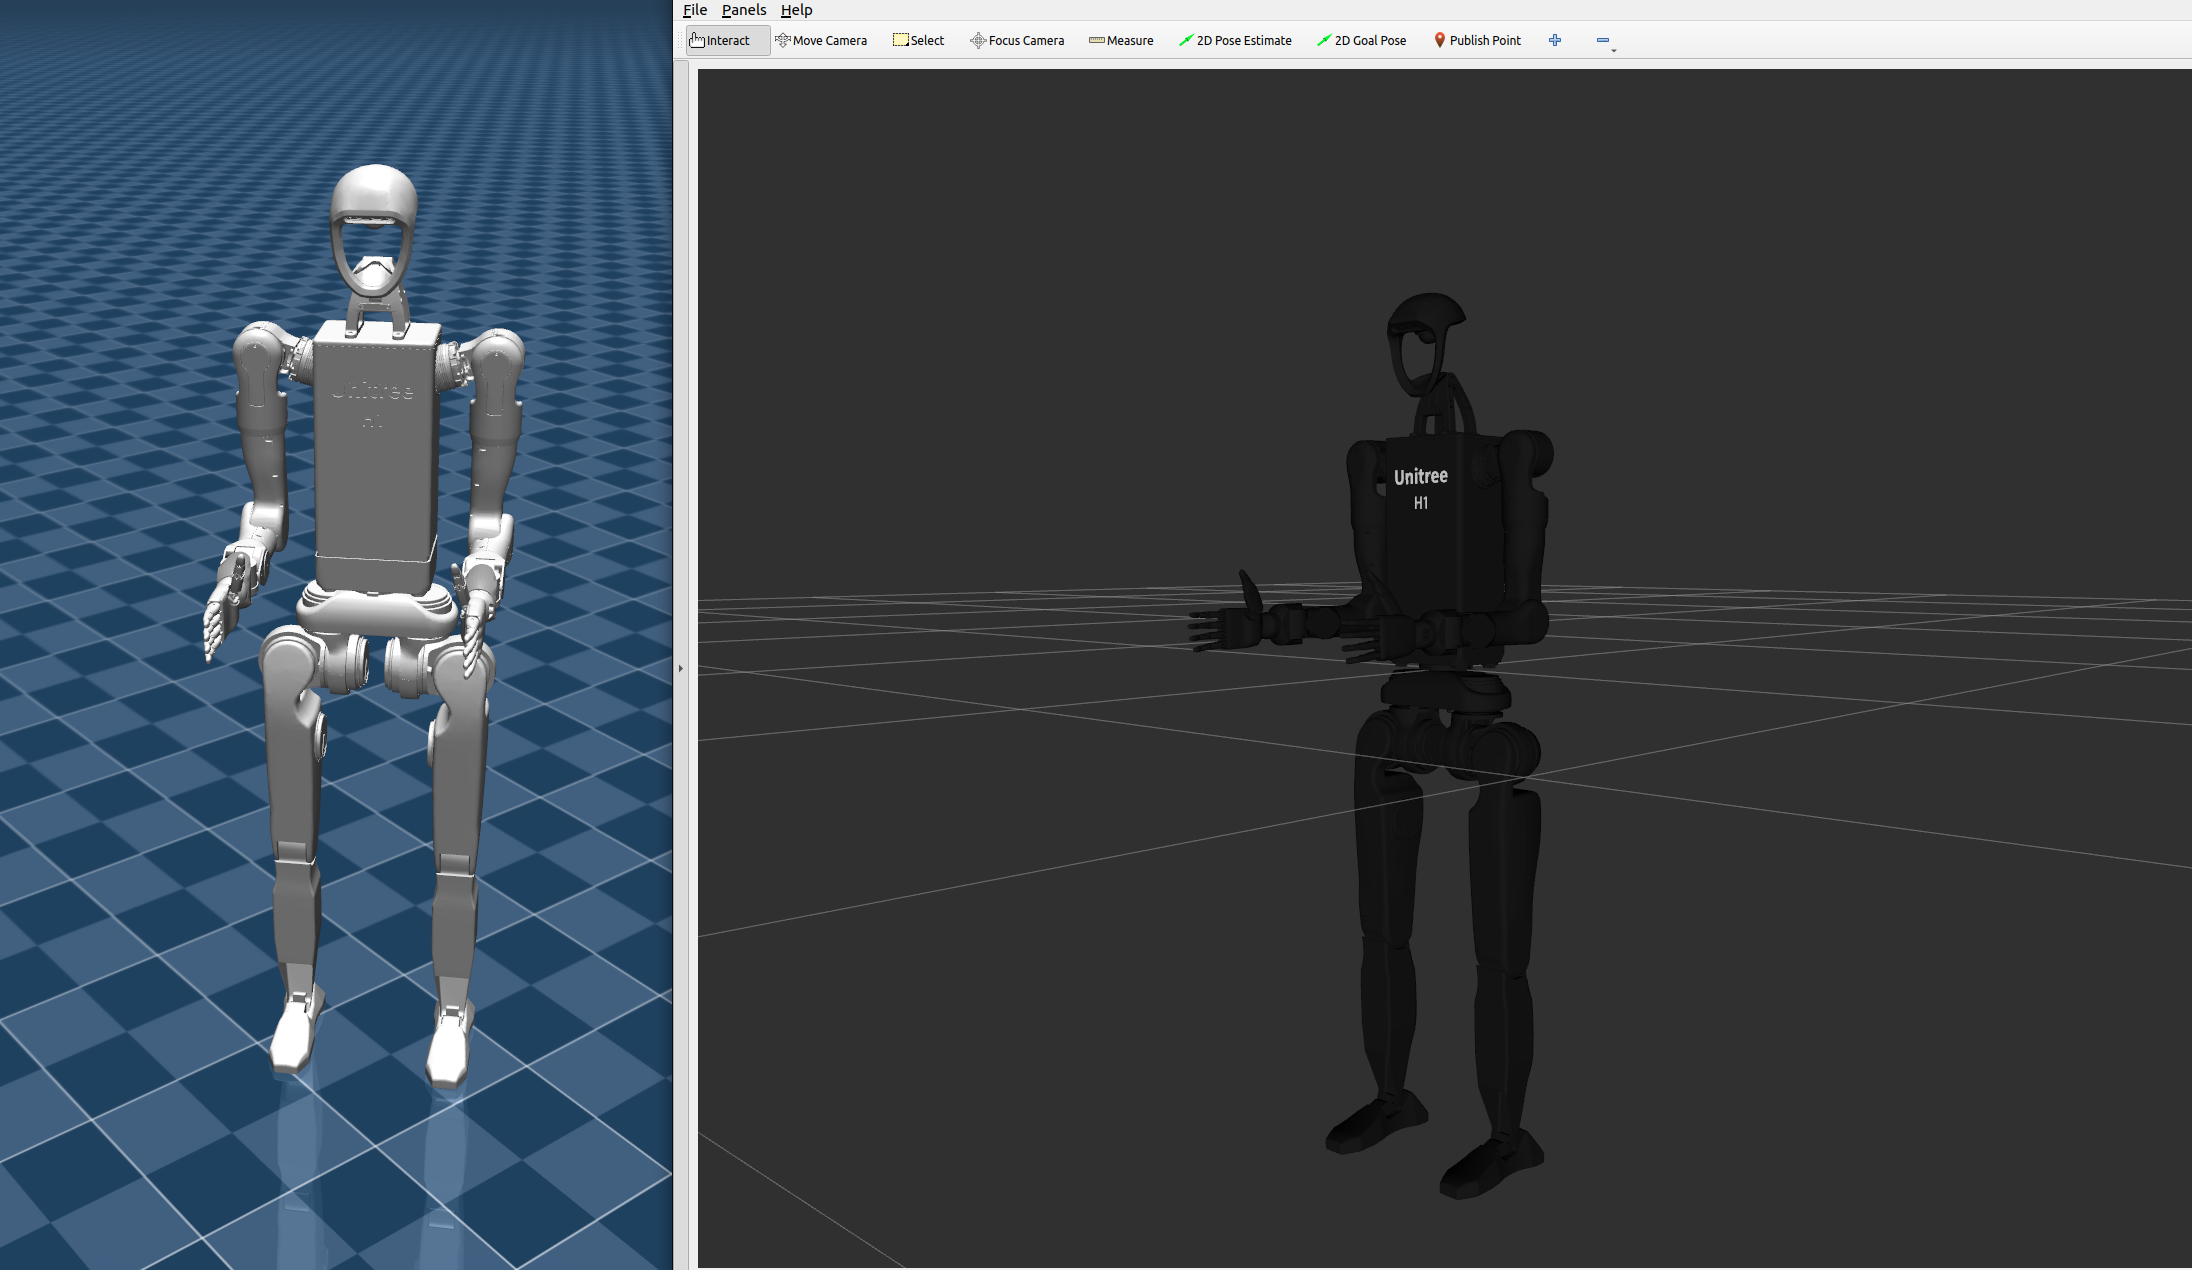 File Panels Help
Interact Move Camera Select Focus Camera Measure 2D Pose Estimate 2D Goal Pose Publish Point
Unitree
H1
Unitree
H1